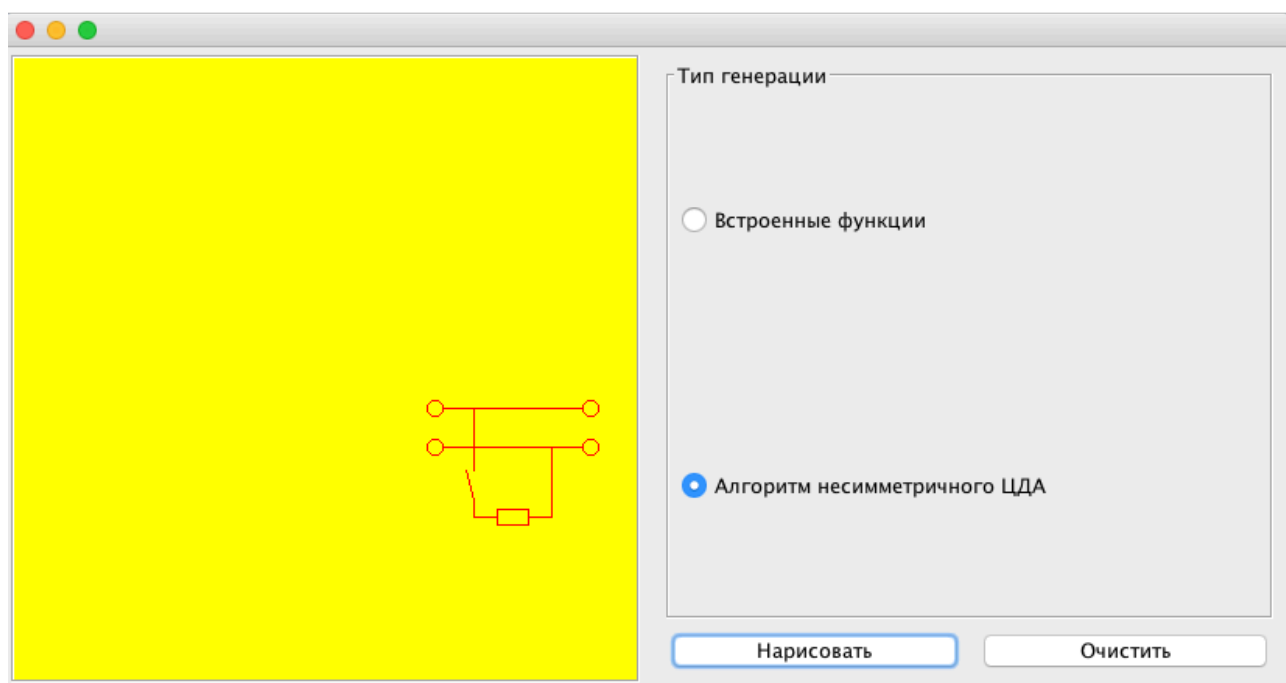 Тип генерации
Встроенные функции
Алгоритм несимметричного ЦДА
Нарисовать
Очистить